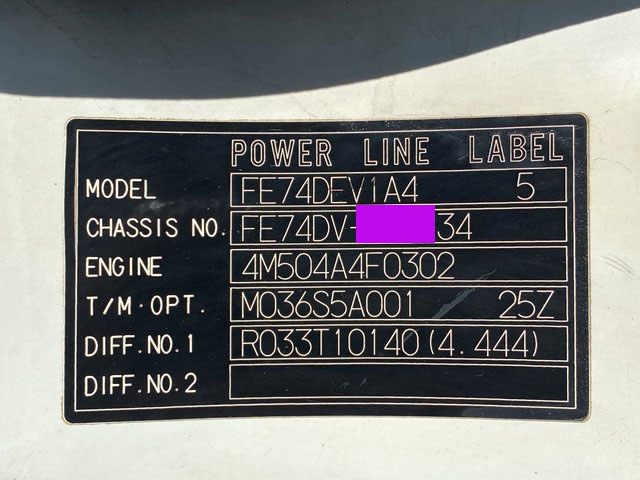 POWER LINE LABEL
MODEL FE74DEV1A4 5
CHASSIS NO. FE74DV- 34
ENGINE 4M504A4F0302
T/M·OPT. M036S5A001 25Z
DIFF.NO.1 R033T10140(4.444)
DIFF.NO.2